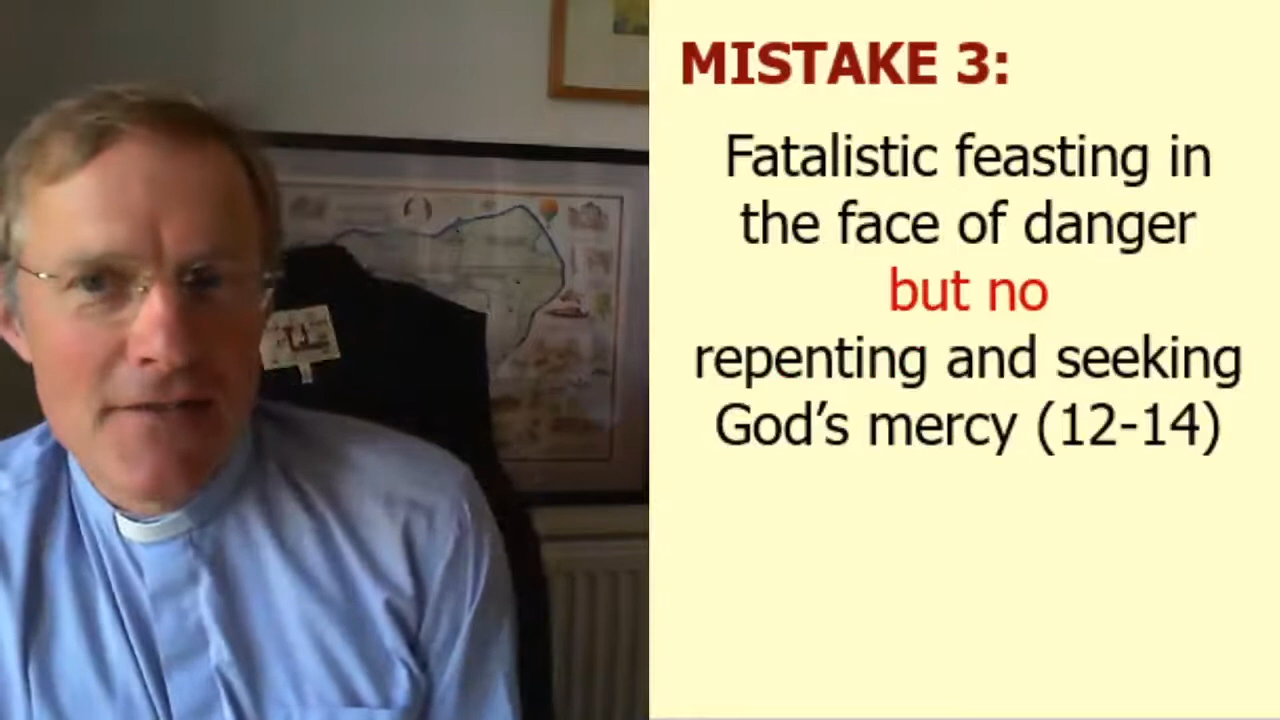 MISTAKE 3:
Fatalistic feasting in
the face of danger
but no
repenting and seeking
God’s mercy (12-14)